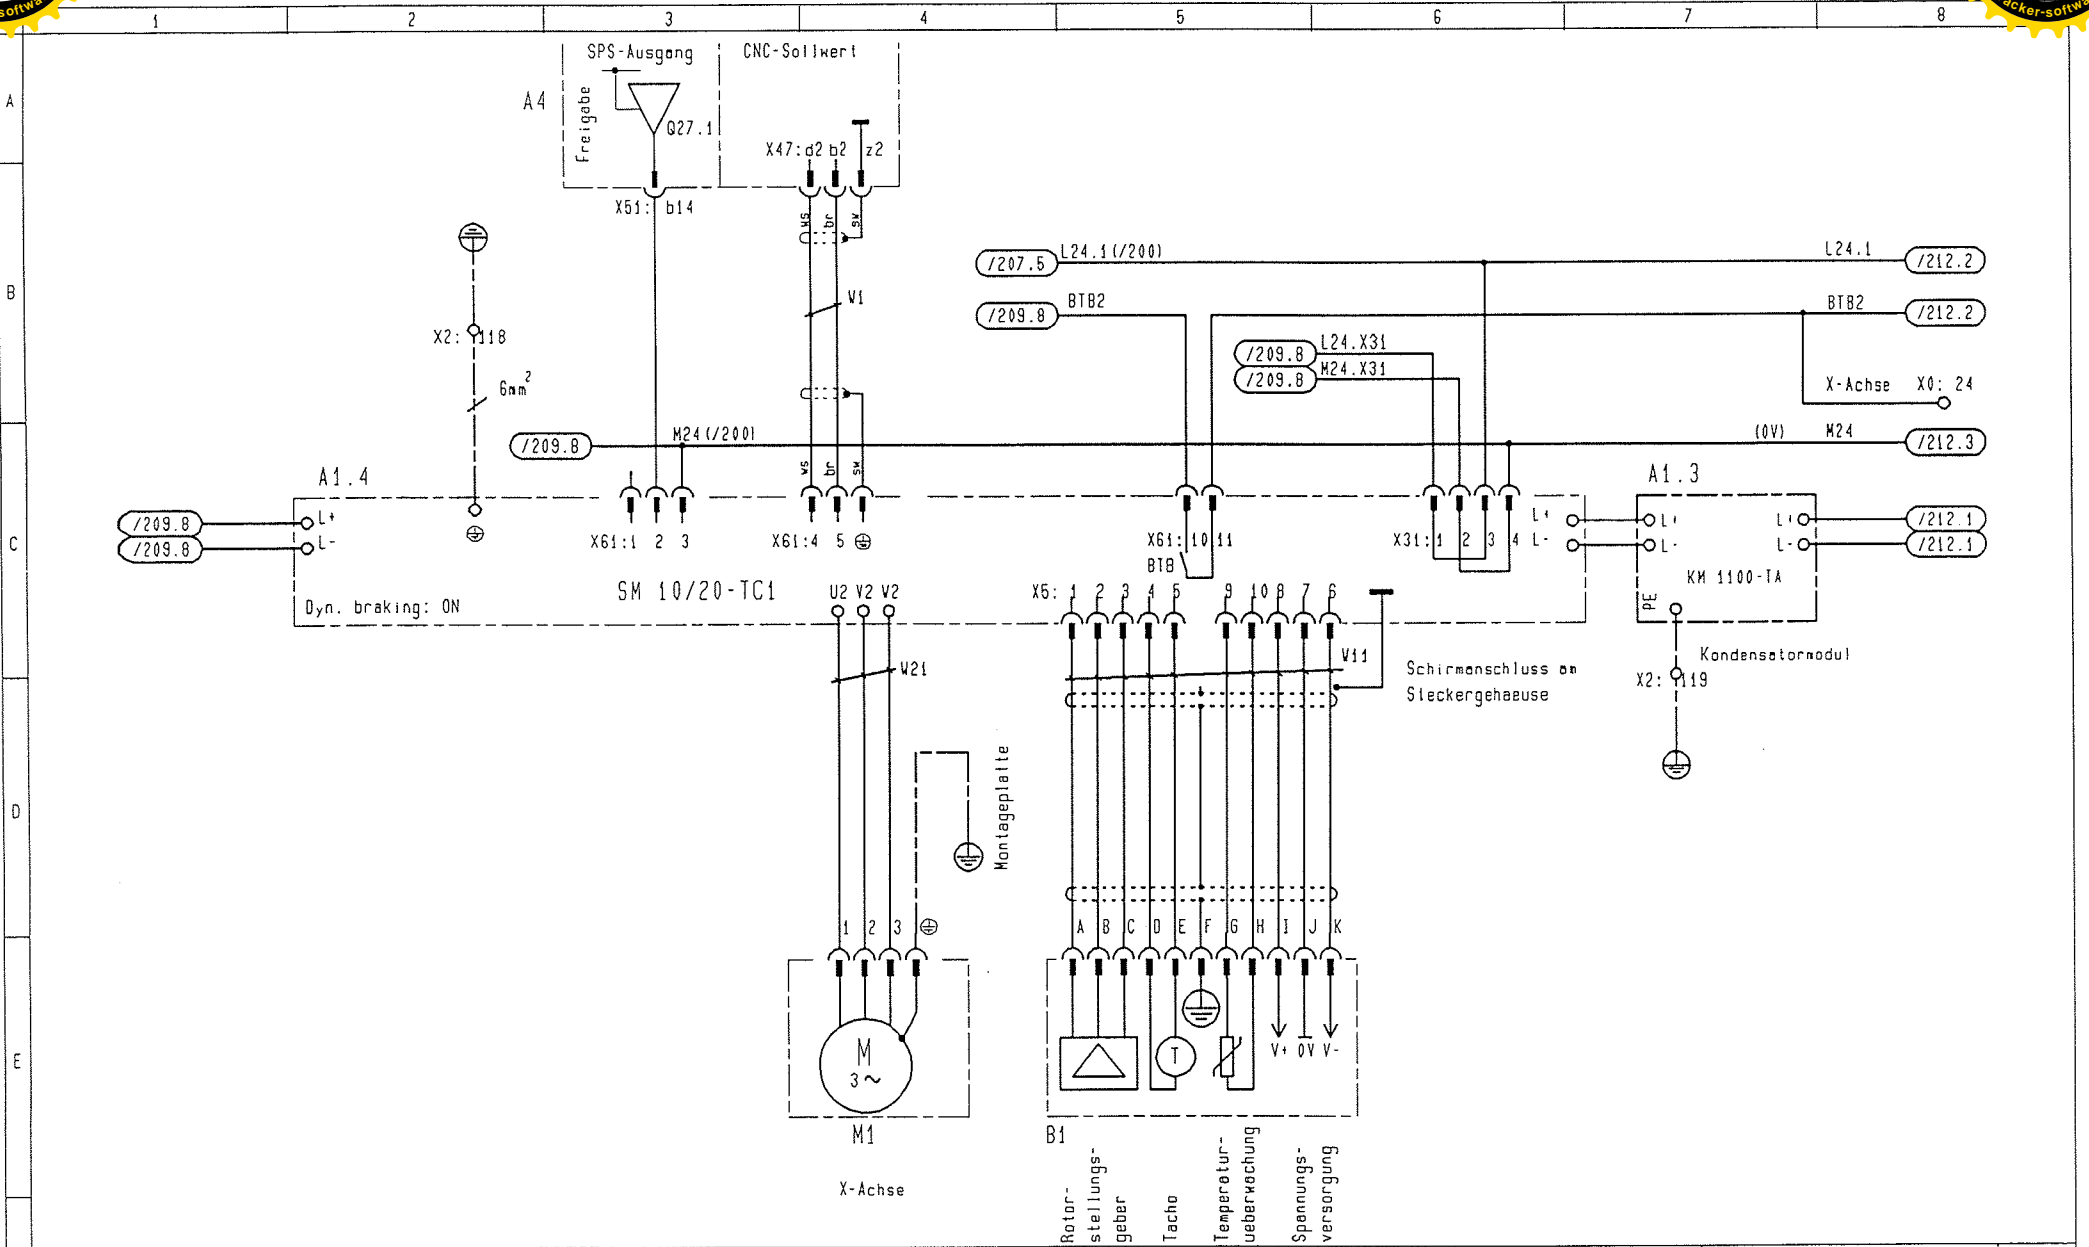 1 2 3 4 5 6 7 8
A
B
C
D
E
SPS-Ausgang
CNC-Sollwert
A4
Freigabe
Q27.1
X47:d2 b2 z2
X51: b14
ws br sw
W1
X2: 118
6mm²
/207.5
L24.1(/200)
L24.1
/212.2
/209.8
BTB2
BTB2
/212.2
/209.8
L24.X31
/209.8
M24.X31
X-Achse X0: 24
/209.8
M24(/200)
(0V) M24
/212.3
ws br sw
A1.4
A1.3
/209.8
L+
/209.8
L-
X61:1 2 3
X61:4 5
X61:10 11
BTB
X31:1 2 3 4
L+
L-
L+
L-
L+
L-
/212.1
/212.1
KM 1100-TA
PE
Dyn. braking: ON
SM 10/20-TC1
U2 V2 W2
X5: 1 2 3 4 5 9 10 8 7 6
W21
W11
Schirmanschluss am
Steckergehaeuse
Kondensatormodul
X2: 119
Montageplatte
1 2 3
A B C D E F G H I J K
M
3~
T
V+ 0V V-
M1
B1
X-Achse
Rotor-
stellungs-
geber
Tacho
Temperatur-
ueberwachung
Spannungs-
versorgung